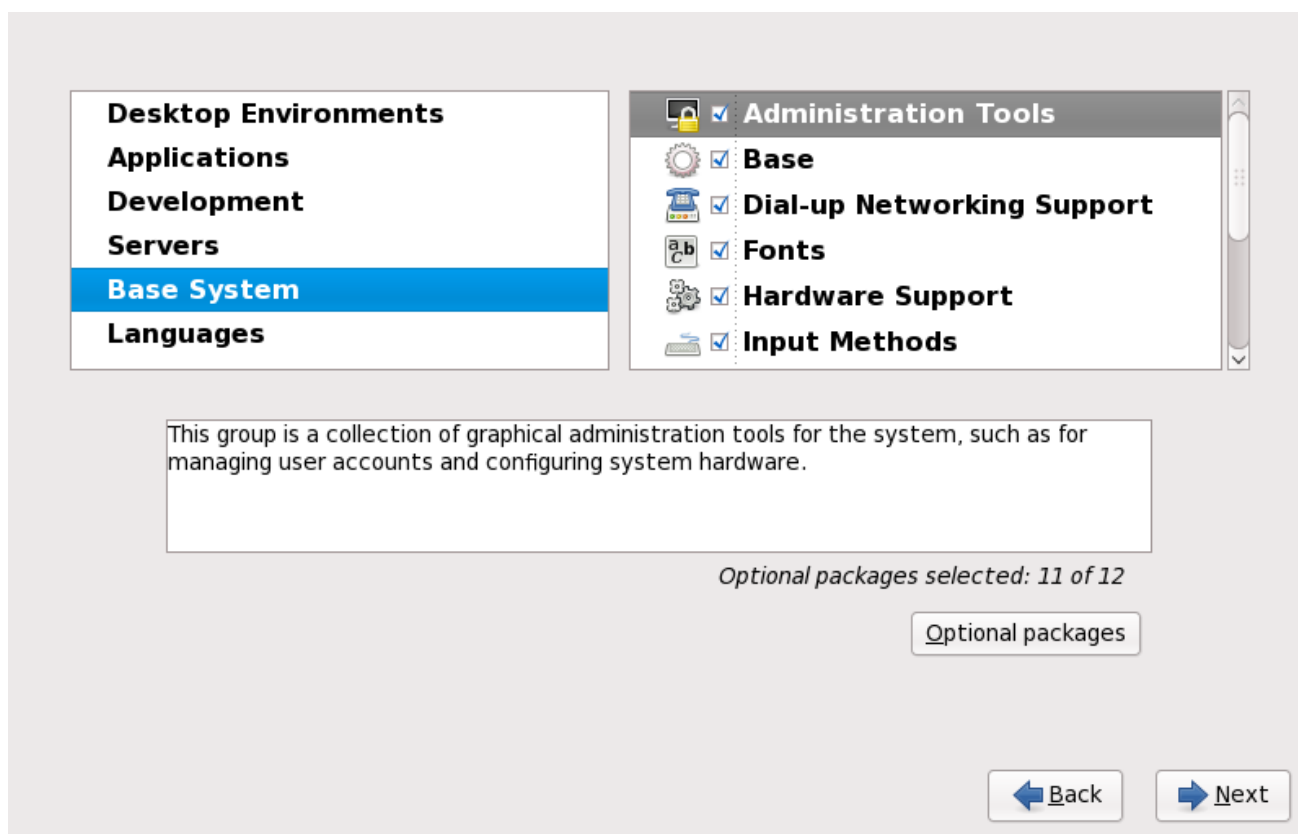 Desktop Environments
Applications
Development
Servers
Base System
Languages
Administration Tools
Base
Dial-up Networking Support
Fonts
Hardware Support
Input Methods
This group is a collection of graphical administration tools for the system, such as for
managing user accounts and configuring system hardware.
Optional packages selected: 11 of 12
Optional packages
Back
Next